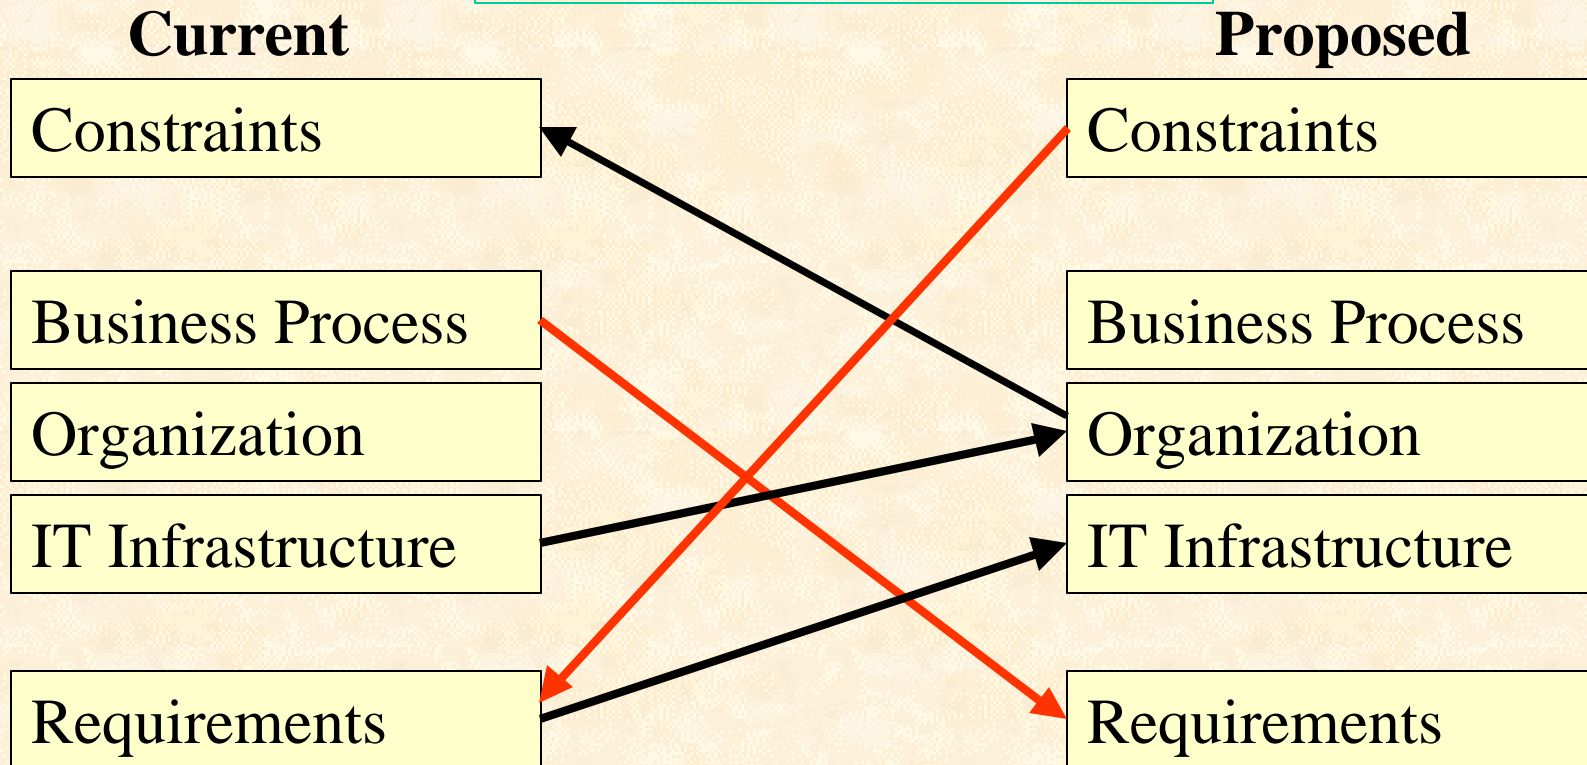 Current
Proposed
Constraints
Constraints
Business Process
Business Process
Organization
Organization
IT Infrastructure
IT Infrastructure
Requirements
Requirements